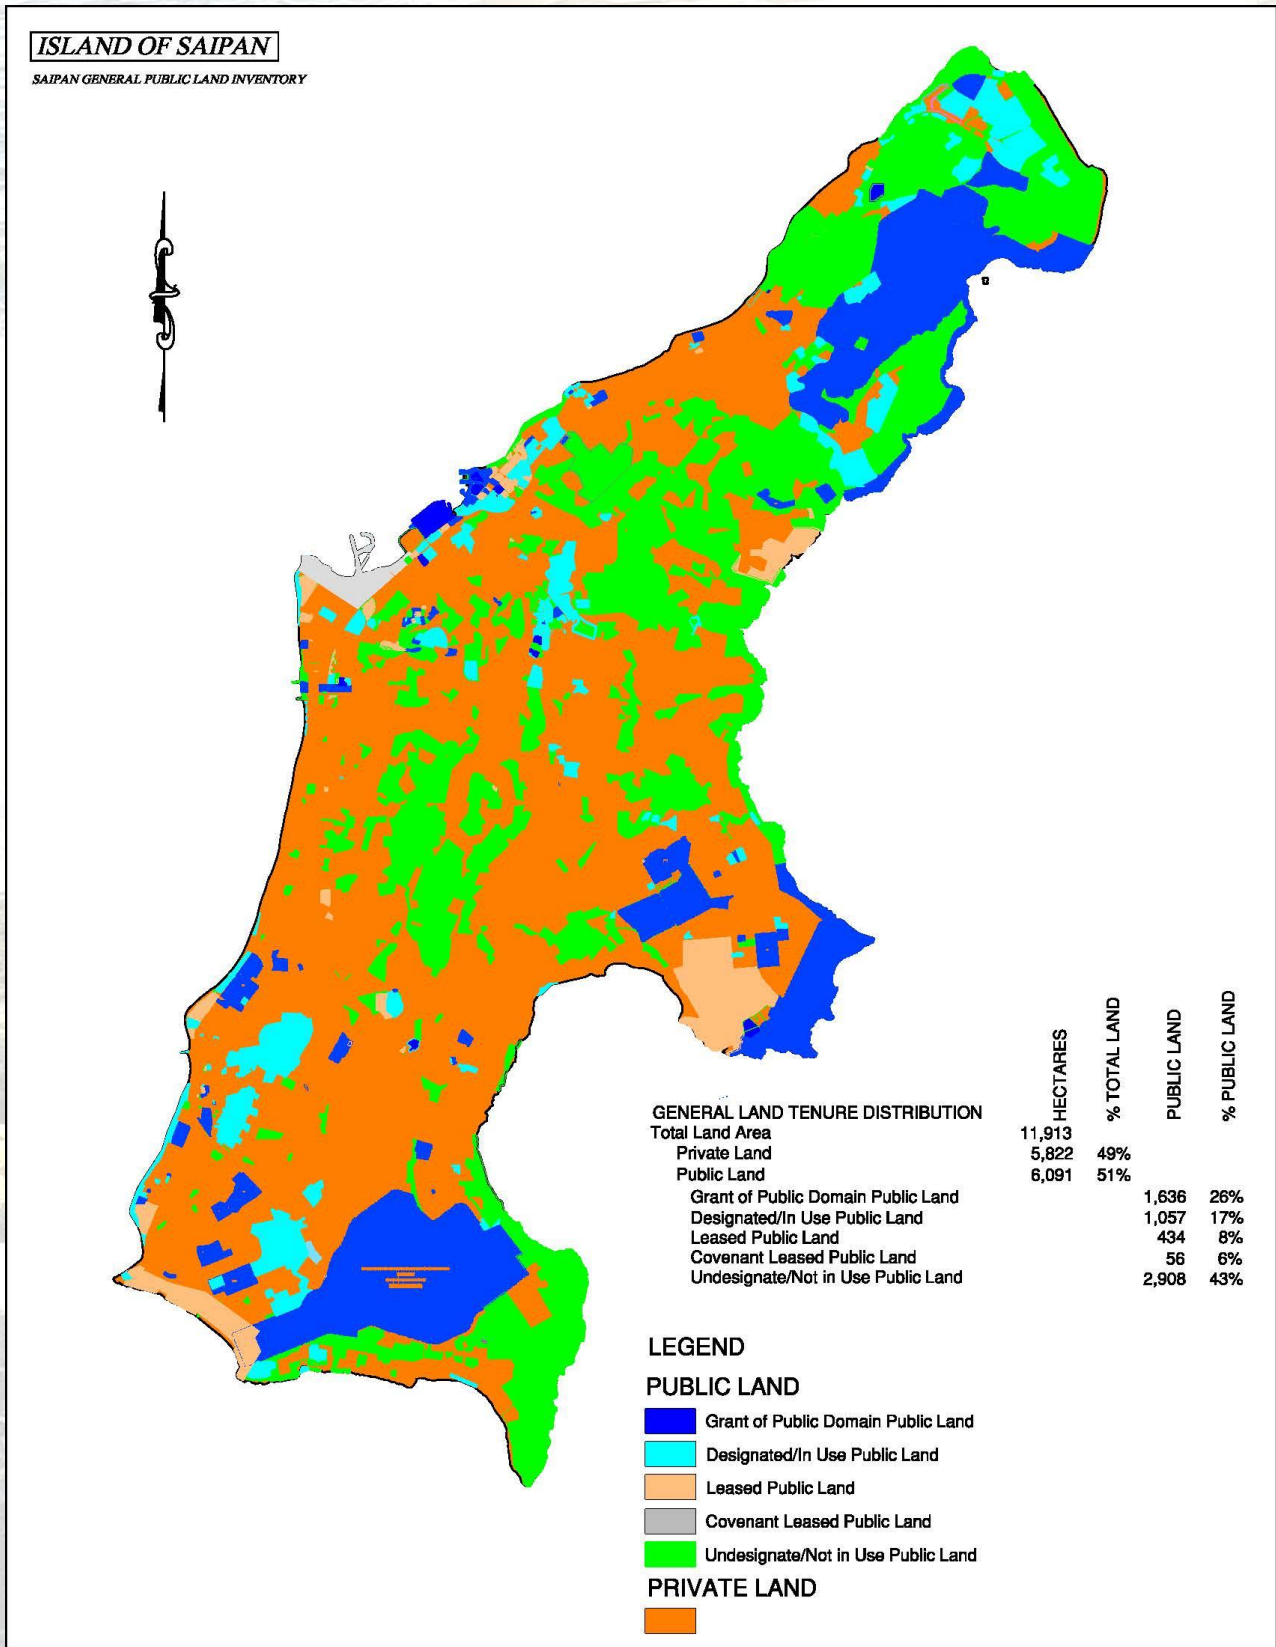 ISLAND OF SAIPAN
SAIPAN GENERAL PUBLIC LAND INVENTORY
HECTARES
% TOTAL LAND
PUBLIC LAND
% PUBLIC LAND
GENERAL LAND TENURE DISTRIBUTION
Total Land Area 11,913
Private Land 5,822 49%
Public Land 6,091 51%
Grant of Public Domain Public Land 1,636 26%
Designated/In Use Public Land 1,057 17%
Leased Public Land 434 8%
Covenant Leased Public Land 56 6%
Undesignate/Not in Use Public Land 2,908 43%
LEGEND
PUBLIC LAND
Grant of Public Domain Public Land
Designated/In Use Public Land
Leased Public Land
Covenant Leased Public Land
Undesignate/Not in Use Public Land
PRIVATE LAND